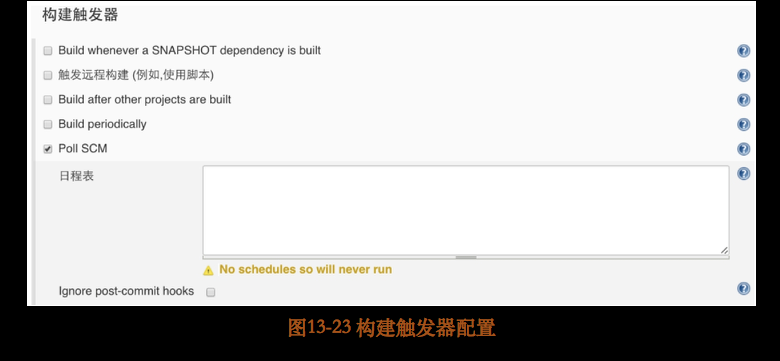 构建触发器
Build whenever a SNAPSHOT dependency is built
触发远程构建 (例如,使用脚本)
Build after other projects are built
Build periodically
Poll SCM
日程表
No schedules so will never run
Ignore post-commit hooks
图13-23 构建触发器配置